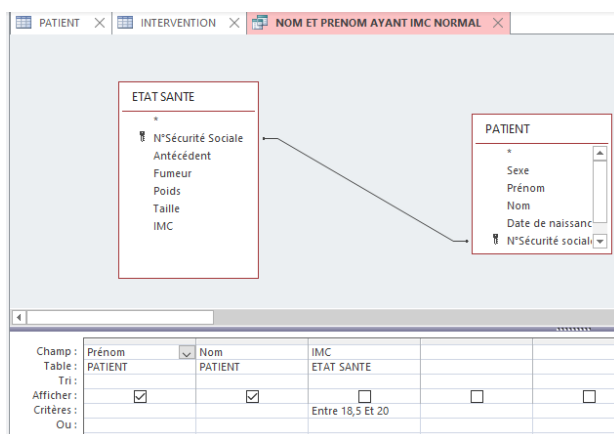 PATIENT INTERVENTION NOM ET PRENOM AYANT IMC NORMAL
ETAT SANTE
*
N°Sécurité Sociale
Antécédent
Fumeur
Poids
Taille
IMC
PATIENT
*
Sexe
Prénom
Nom
Date de naissanc
N°Sécurité social
Champ : Prénom Nom IMC
Table : PATIENT PATIENT ETAT SANTE
Tri :
Afficher :
Critères : Entre 18,5 Et 20
Ou :